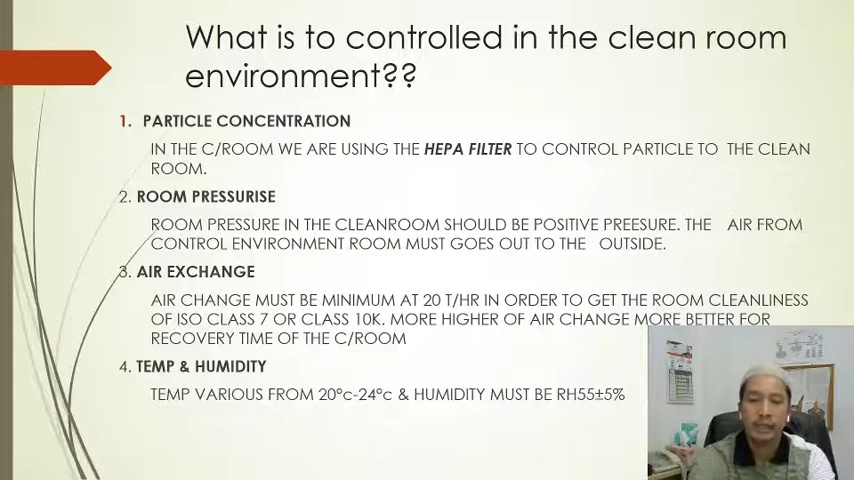 What is to controlled in the clean room
environment??
1. PARTICLE CONCENTRATION
IN THE C/ROOM WE ARE USING THE HEPA FILTER TO CONTROL PARTICLE TO THE CLEAN
ROOM.
2. ROOM PRESSURISE
ROOM PRESSURE IN THE CLEANROOM SHOULD BE POSITIVE PREESURE. THE AIR FROM
CONTROL ENVIRONMENT ROOM MUST GOES OUT TO THE OUTSIDE.
3. AIR EXCHANGE
AIR CHANGE MUST BE MINIMUM AT 20 T/HR IN ORDER TO GET THE ROOM CLEANLINESS
OF ISO CLASS 7 OR CLASS 10K. MORE HIGHER OF AIR CHANGE MORE BETTER FOR
RECOVERY TIME OF THE C/ROOM
4. TEMP & HUMIDITY
TEMP VARIOUS FROM 20°c-24°c & HUMIDITY MUST BE RH55±5%